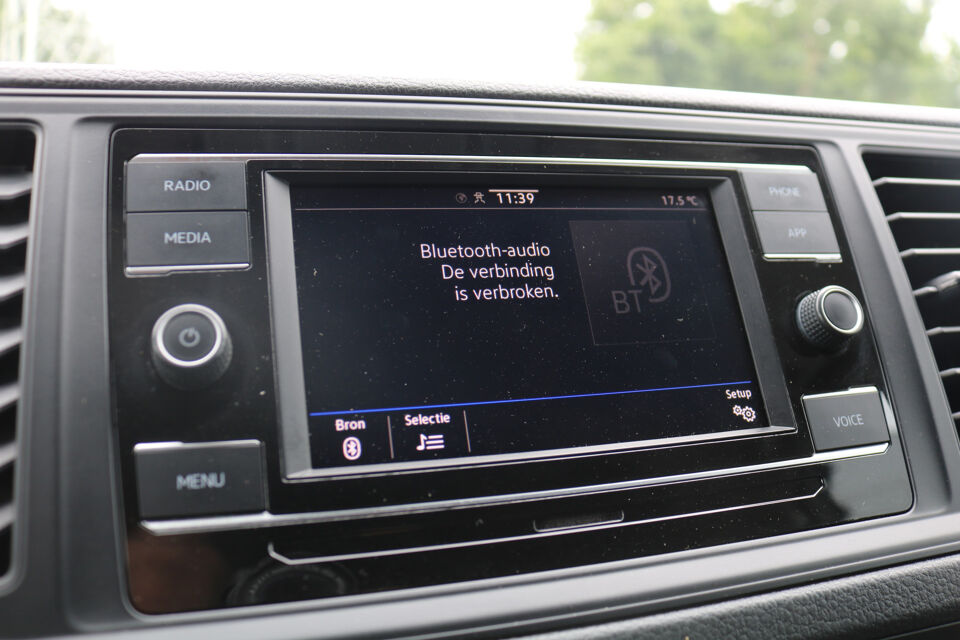 RADIO
MEDIA
MENU
11:39
17.5 °C
Bluetooth-audio
De verbinding
is verbroken.
BT
Bron
Selectie
Setup
PHONE
APP
VOICE